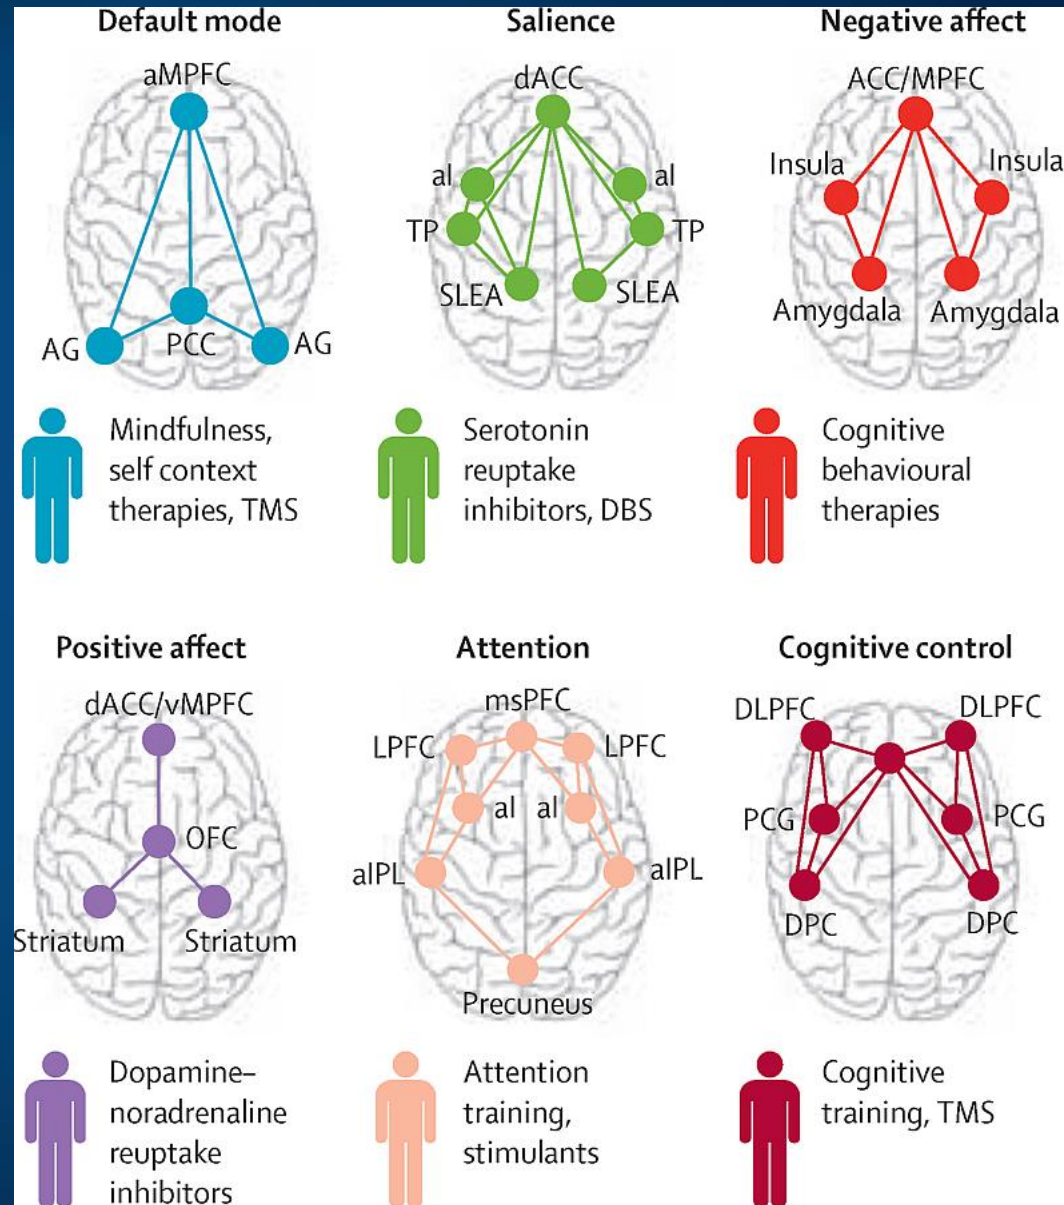 Default mode
aMPFC
AG
PCC
AG
Mindfulness,
self context
therapies, TMS
Salience
dACC
aI
aI
TP
TP
SLEA
SLEA
Serotonin
reuptake
inhibitors, DBS
Negative affect
ACC/MPFC
Insula
Insula
Amygdala
Amygdala
Cognitive
behavioural
therapies
Positive affect
dACC/vMPFC
OFC
Striatum
Striatum
Dopamine–
noradrenaline
reuptake
inhibitors
Attention
msPFC
LPFC
LPFC
aI
aI
aIPL
aIPL
Precuneus
Attention
training,
stimulants
Cognitive control
DLPFC
DLPFC
PCG
PCG
DPC
DPC
Cognitive
training, TMS